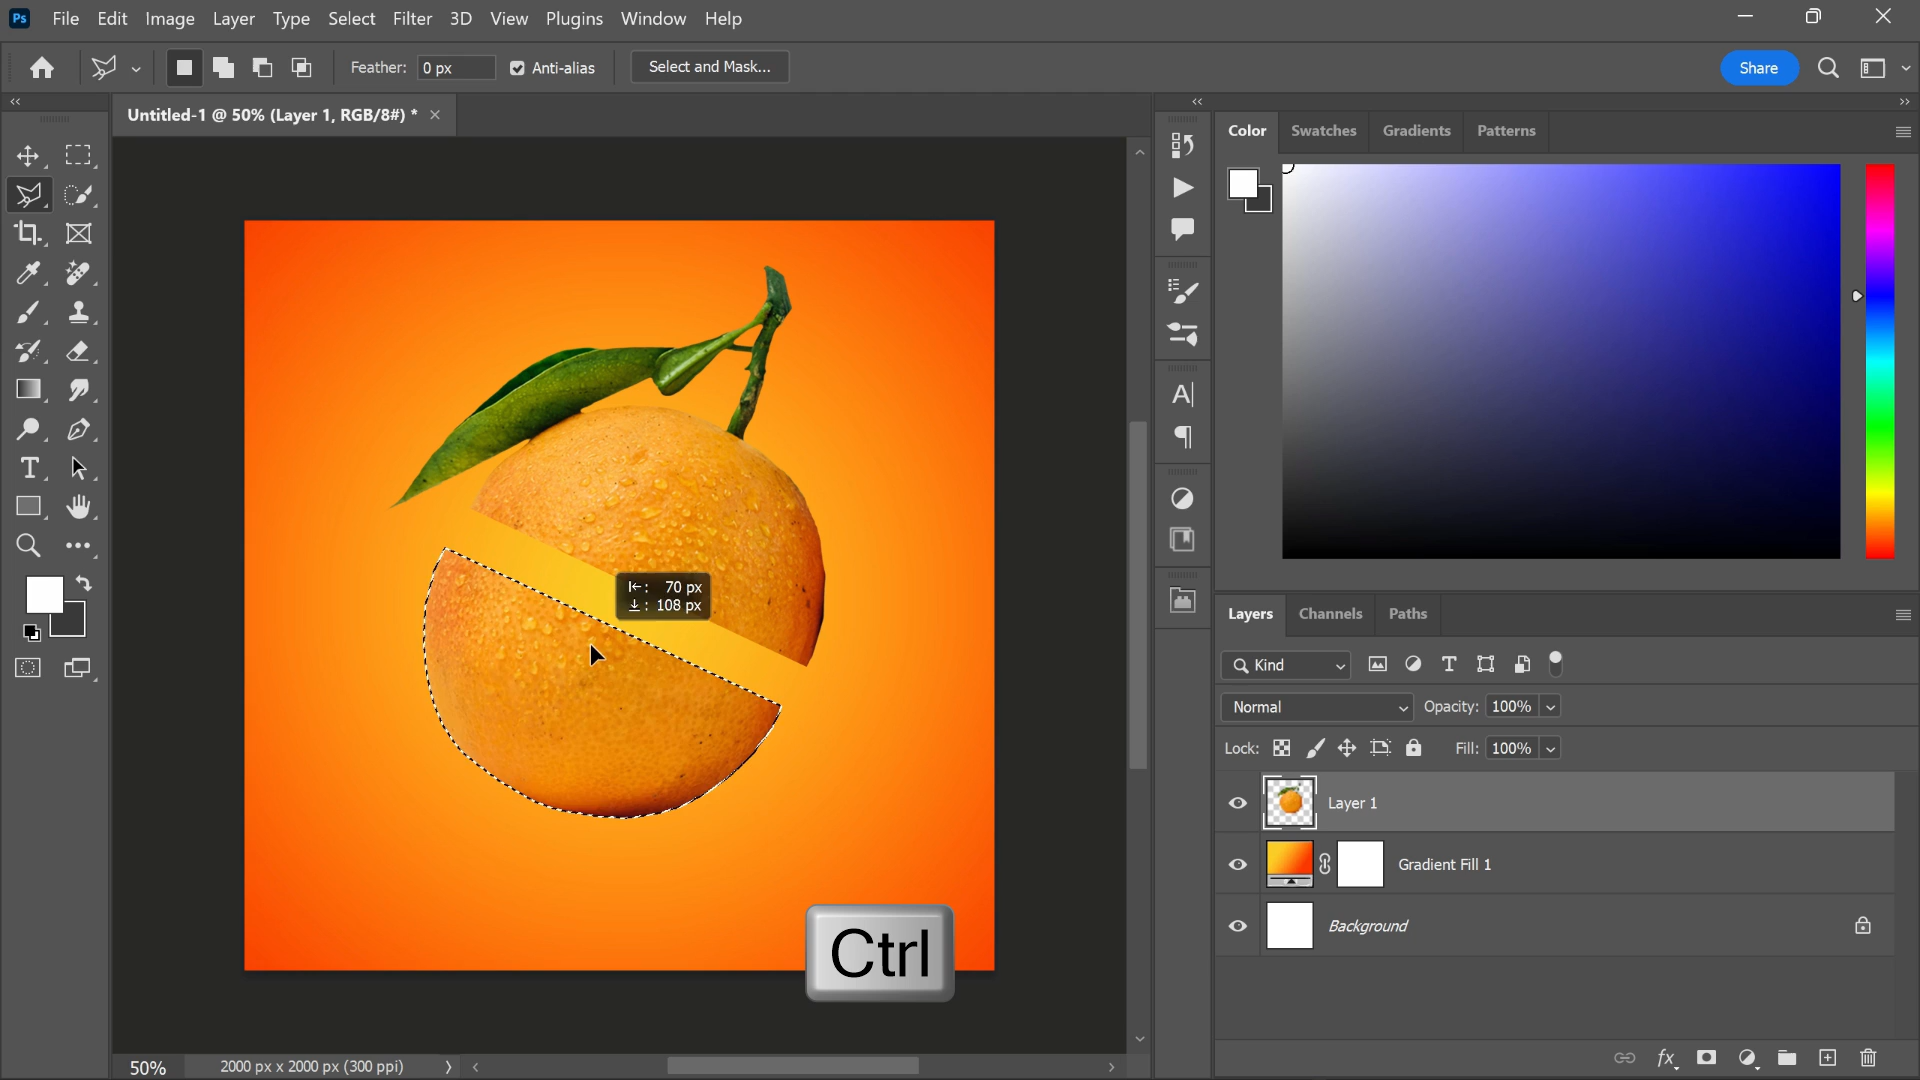 Ps File Edit Image Layer Type Select Filter 3D View Plugins Window Help
Feather: 0 px Anti-alias Select and Mask... Share
Untitled-1 @ 50% (Layer 1, RGB/8#) *
Color Swatches Gradients Patterns
70 px
108 px
Layers Channels Paths
Kind
Normal Opacity: 100%
Lock: Fill: 100%
Layer 1
Gradient Fill 1
Background
Ctrl
50% 2000 px x 2000 px (300 ppi)
fx